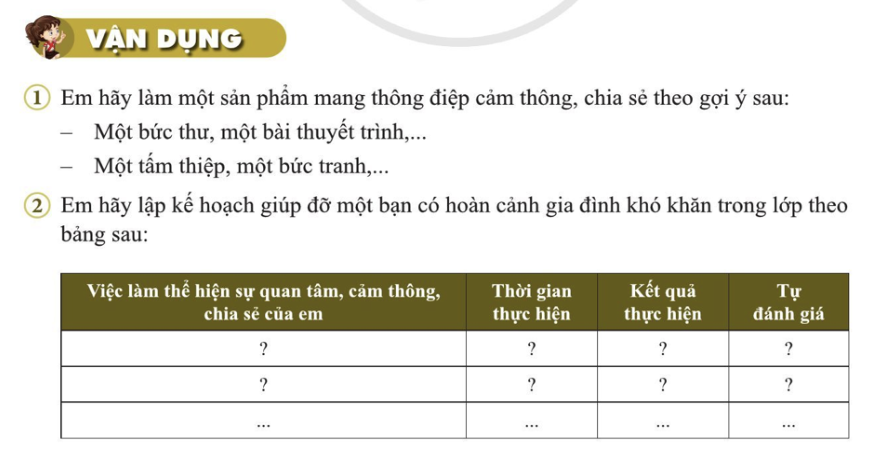 VẬN DỤNG
1 Em hãy làm một sản phẩm mang thông điệp cảm thông, chia sẻ theo gợi ý sau:
– Một bức thư, một bài thuyết trình,...
– Một tấm thiệp, một bức tranh,...
2 Em hãy lập kế hoạch giúp đỡ một bạn có hoàn cảnh gia đình khó khăn trong lớp theo
bảng sau:
Việc làm thể hiện sự quan tâm, cảm thông,
chia sẻ của em
Thời gian
thực hiện
Kết quả
thực hiện
Tự
đánh giá
? ? ? ?
? ? ? ?
... ... ... ...